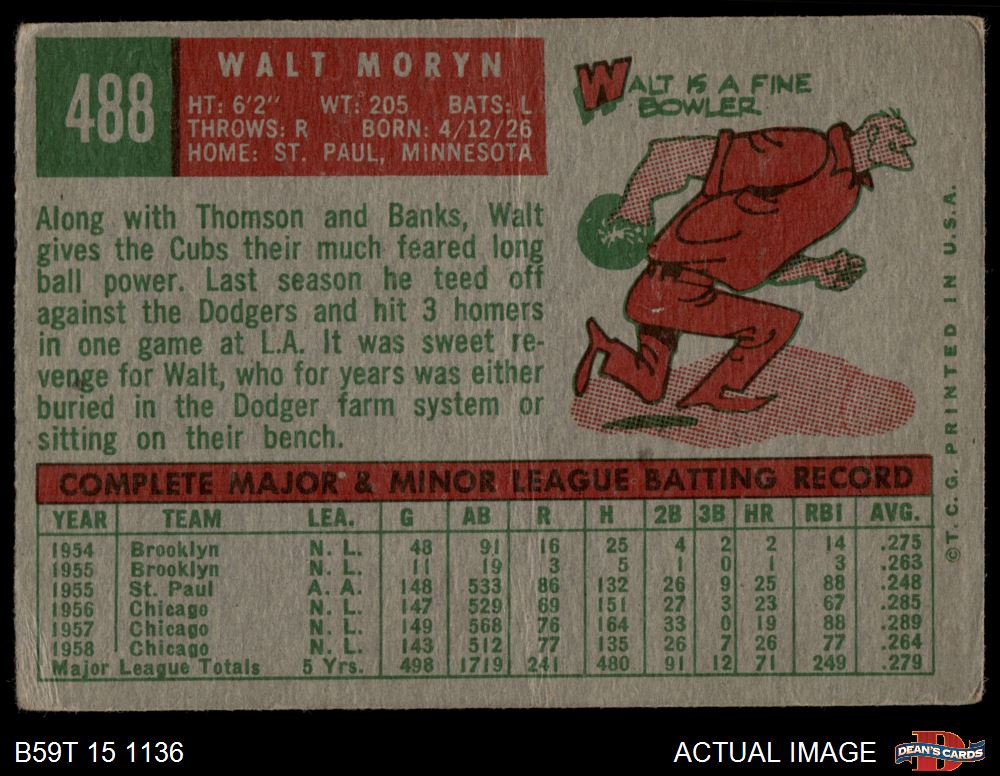 488
WALT MORYN
HT: 6'2" WT: 205 BATS: L
THROWS: R BORN: 4/12/26
HOME: ST. PAUL, MINNESOTA
WALT IS A FINE
BOWLER
Along with Thomson and Banks, Walt
gives the Cubs their much feared long
ball power. Last season he teed off
against the Dodgers and hit 3 homers
in one game at L.A. It was sweet re-
venge for Walt, who for years was either
buried in the Dodger farm system or
sitting on their bench.
©T.C.G. PRINTED IN U.S.A.
COMPLETE MAJOR & MINOR LEAGUE BATTING RECORD
YEAR TEAM LEA. G AB R H 2B 3B HR RBI AVG.
1954 Brooklyn N. L. 48 91 16 25 4 2 2 14 .275
1955 Brooklyn N. L. 11 19 3 5 1 0 1 3 .263
1955 St. Paul A. A. 148 533 86 132 26 9 25 88 .248
1956 Chicago N. L. 147 529 69 151 27 3 23 67 .285
1957 Chicago N. L. 149 568 76 164 33 0 19 88 .289
1958 Chicago N. L. 143 512 77 135 26 7 26 77 .264
Major League Totals 5 Yrs. 498 1719 241 480 91 12 71 249 .279
B59T 15 1136
ACTUAL IMAGE
D
DEAN'S CARDS